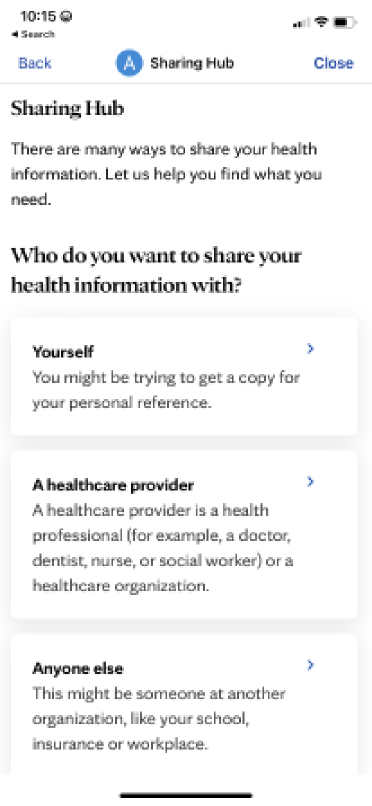 10:15
Search
Back
A
Sharing Hub
Close
Sharing Hub
There are many ways to share your health
information. Let us help you find what you
need.
Who do you want to share your
health information with?
Yourself
You might be trying to get a copy for
your personal reference.
A healthcare provider
A healthcare provider is a health
professional (for example, a doctor,
dentist, nurse, or social worker) or a
healthcare organization.
Anyone else
This might be someone at another
organization, like your school,
insurance or workplace.